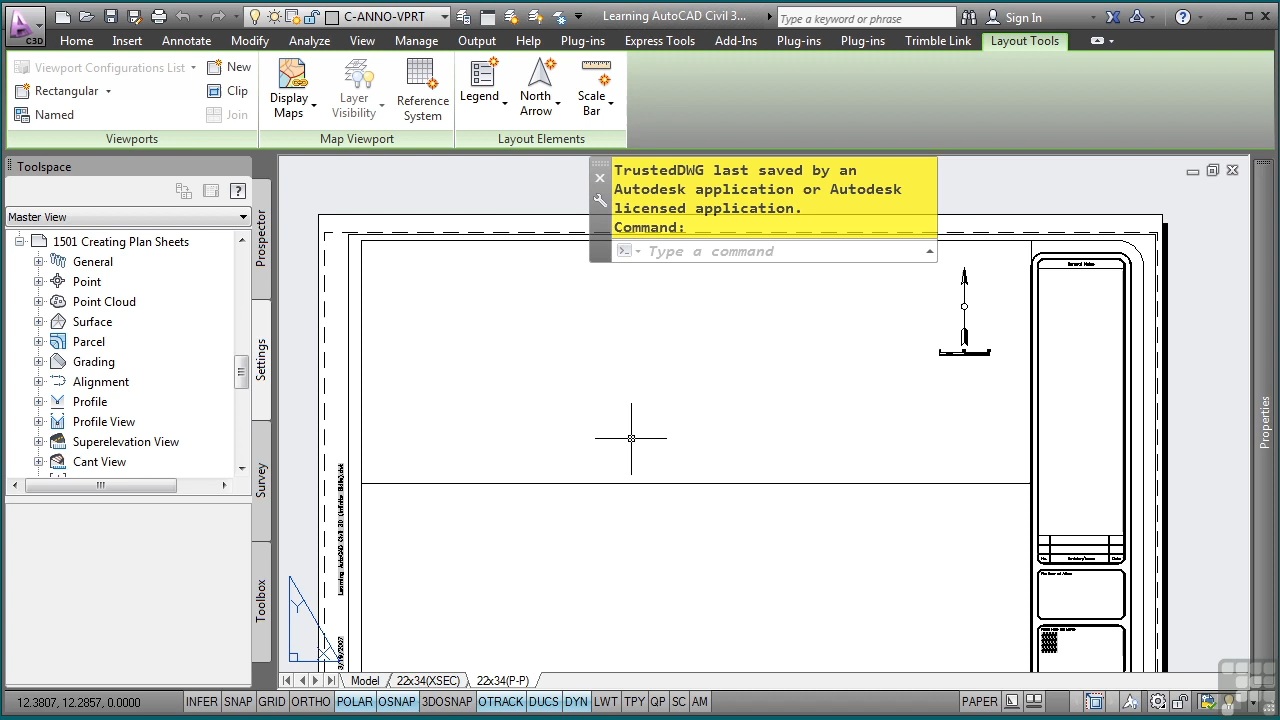 C-ANNO-VPRT
Learning AutoCAD Civil 3...
Type a keyword or phrase
Sign In
C3D
Home Insert Annotate Modify Analyze View Manage Output Help Plug-ins Express Tools Add-Ins Plug-ins Plug-ins Trimble Link Layout Tools
Viewport Configurations List
New
Rectangular
Clip
Named
Join
Display Maps
Layer Visibility
Reference System
Legend
North Arrow
Scale Bar
Viewports
Map Viewport
Layout Elements
Toolspace
Master View
1501 Creating Plan Sheets
General
Point
Point Cloud
Surface
Parcel
Grading
Alignment
Profile
Profile View
Superelevation View
Cant View
Prospector
Settings
Survey
Toolbox
TrustedDWG last saved by an
Autodesk application or Autodesk
licensed application.
Command:
Type a command
General Notes
No.
Date
Y
X
Properties
Model 22x34(XSEC) 22x34(P-P)
12.3807, 12.2857, 0.0000 INFER SNAP GRID ORTHO POLAR OSNAP 3DOSNAP OTRACK DUCS DYN LWT TPY QP SC AM PAPER